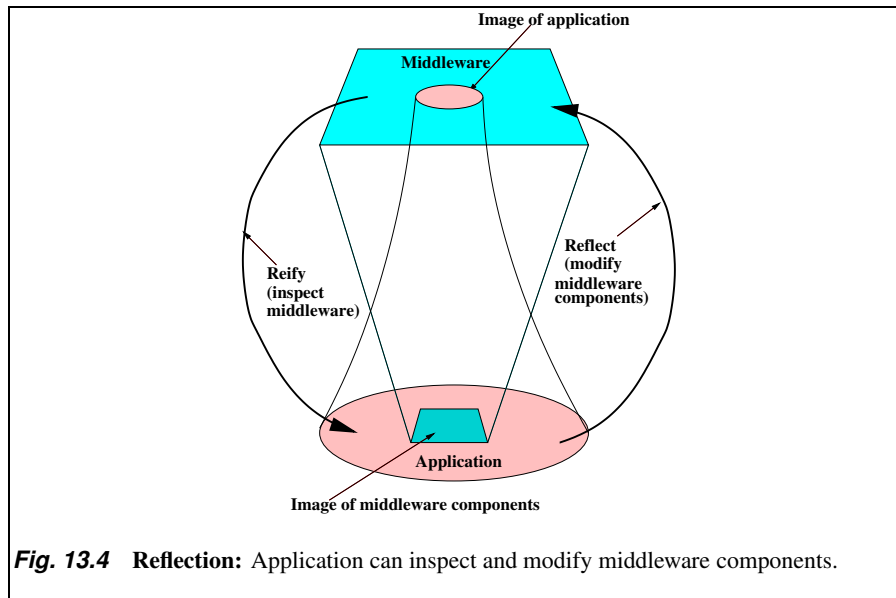 Image of application
Middleware
Reflect
(modify
middleware
components)
Reify
(inspect
middleware)
Application
Image of middleware components
Fig. 13.4 Reflection: Application can inspect and modify middleware components.